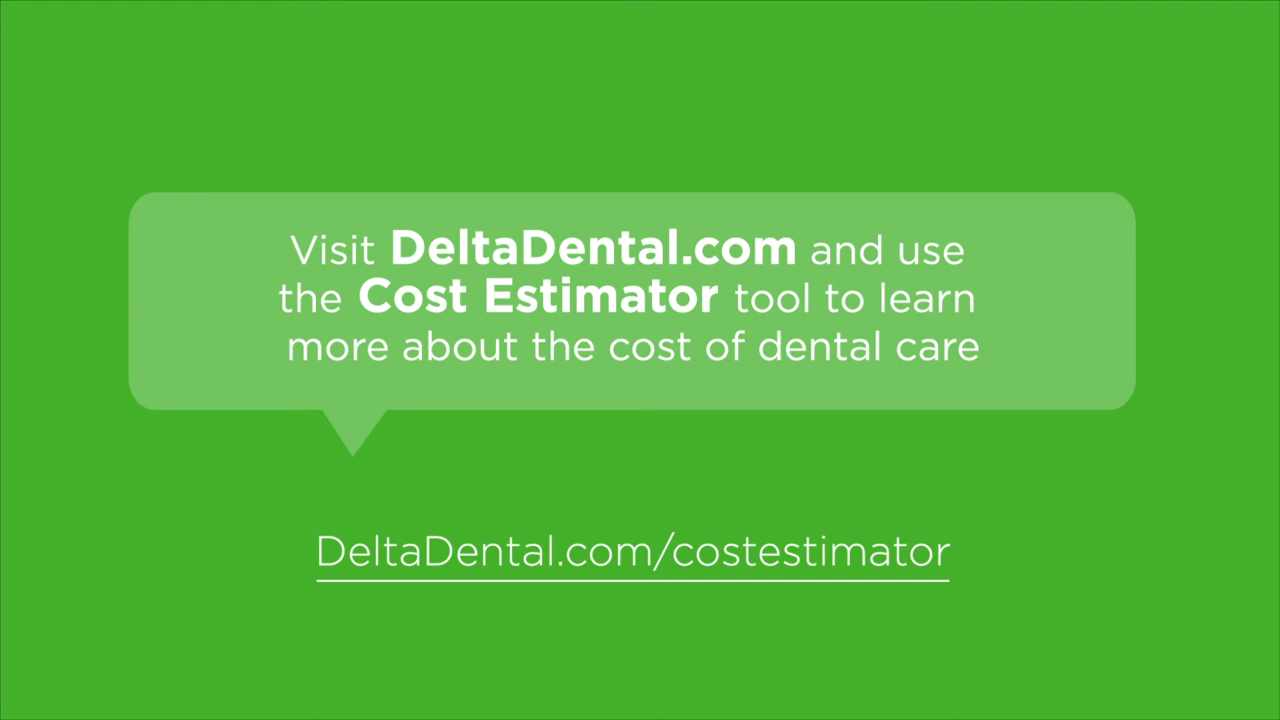 Visit DeltaDental.com and use
the Cost Estimator tool to learn
more about the cost of dental care
DeltaDental.com/costestimator